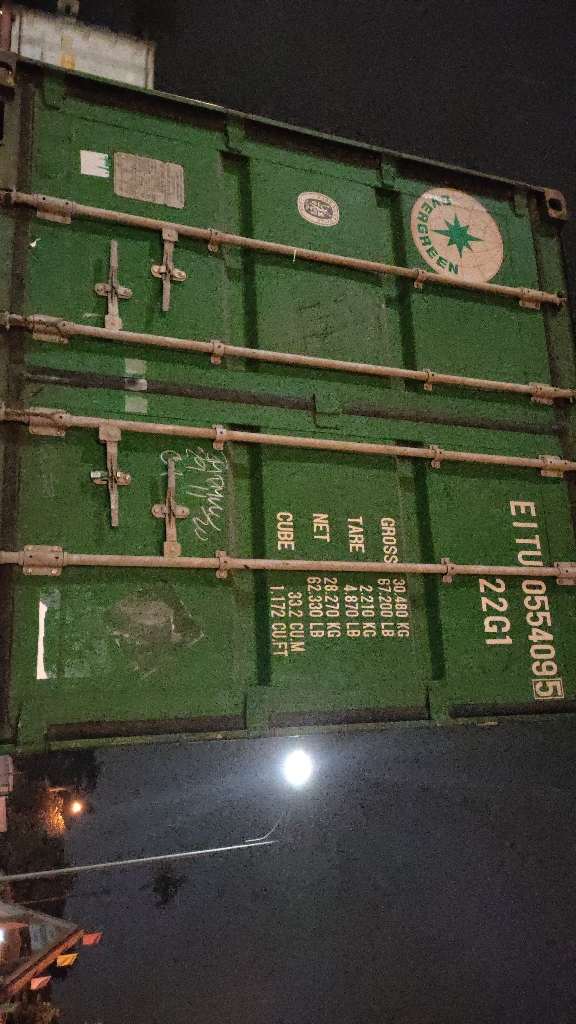 EVERGREEN
EITU 055409 5
22G1
GROSS 30.480 KG
67.200 LB
TARE 2.210 KG
4.870 LB
NET 28.270 KG
62.330 LB
CUBE 33.2 CU.M
1.172 CU.FT